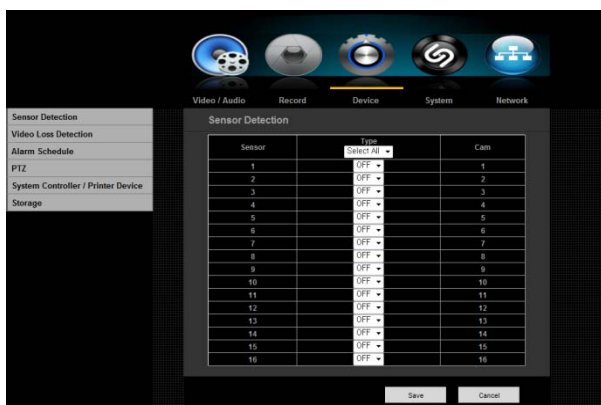 Video / Audio Record Device System Network
Sensor Detection
Video Loss Detection
Alarm Schedule
PTZ
System Controller / Printer Device
Storage
Sensor Detection
Sensor Type Cam
Select All
1 OFF 1
2 OFF 2
3 OFF 3
4 OFF 4
5 OFF 5
6 OFF 6
7 OFF 7
8 OFF 8
9 OFF 9
10 OFF 10
11 OFF 11
12 OFF 12
13 OFF 13
14 OFF 14
15 OFF 15
16 OFF 16
Save Cancel